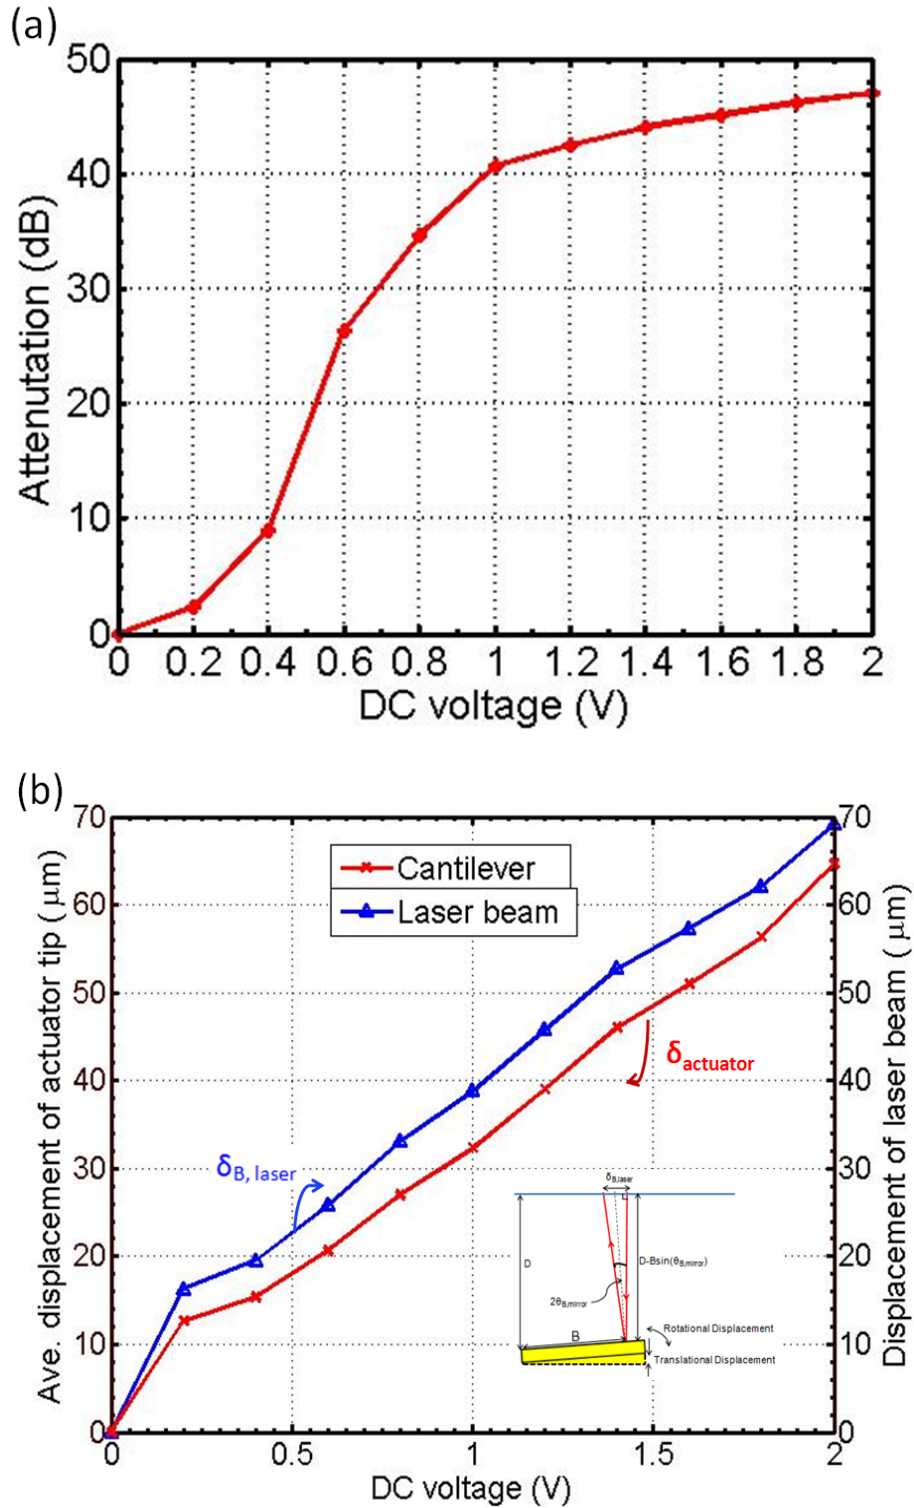 (a)
50
40
30
20
10
0
Attenutation (dB)
0 0.2 0.4 0.6 0.8 1 1.2 1.4 1.6 1.8 2
DC voltage (V)
(b)
70 70
60 60
50 50
40 40
30 30
20 20
10 10
0 0
Ave. displacement of actuator tip ( μm)
Displacement of laser beam ( μm)
Cantilever
Laser beam
δactuator
δB, laser
δB,laser
D
D-Bsin(θB,mirror)
2θB,mirror
B
Rotational Displacement
Translational Displacement
0 0.5 1 1.5 2
DC voltage (V)